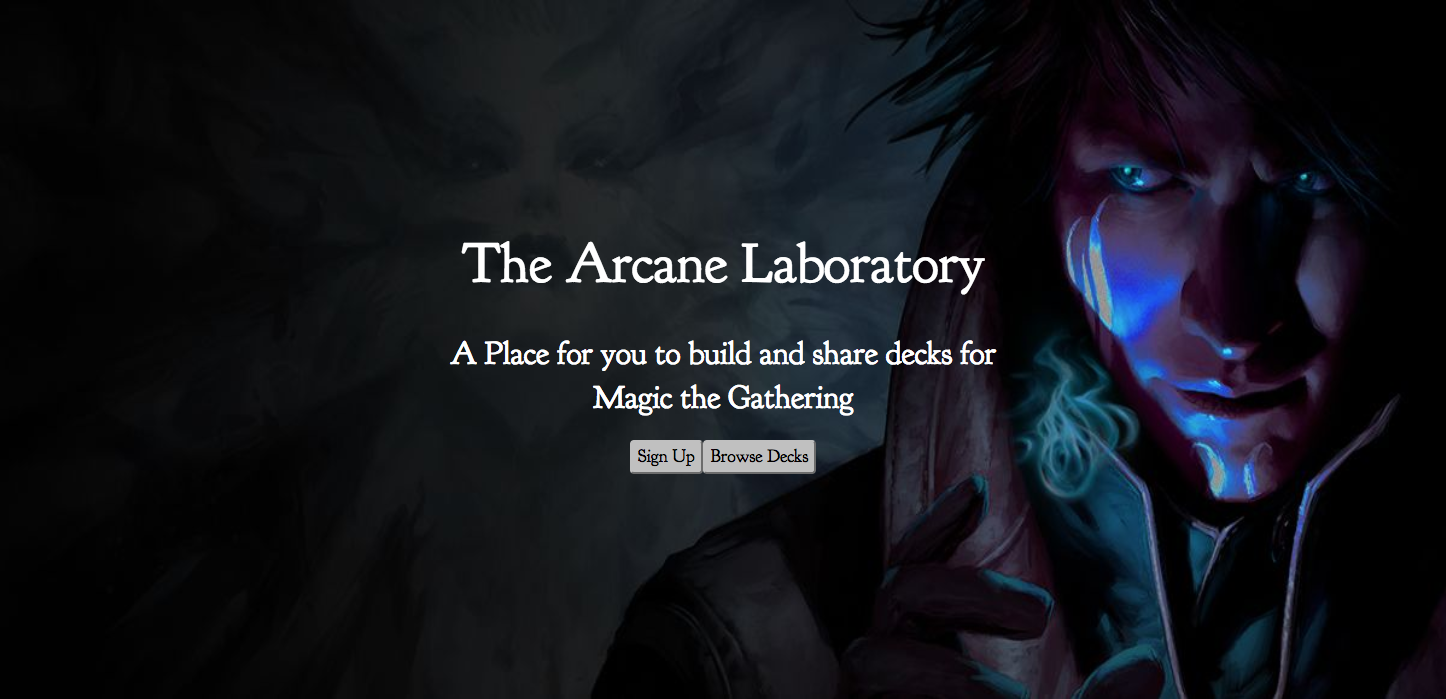 The Arcane Laboratory
A Place for you to build and share decks for
Magic the Gathering
Sign Up Browse Decks